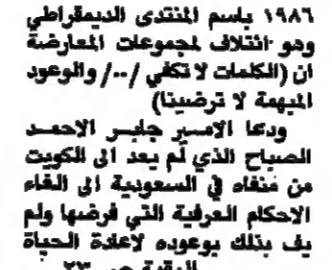 ١٩٨٦ باسم المنتدى الديمقراطي
وهو ائتلاف لمجموعات المعارضة
ان (الكلمات لا تكفي /../ والوعود
المبهمة لا ترضينا)
ودعا الامير جابر الاحمد
الصباح الذي لم يعد الى الكويت
من منفاه في السعودية الى الغاء
الاحكام العرفية التي فرضها ولم
يف بذلك بوعوده لاعادة الحياة
البقية ص ٢٣